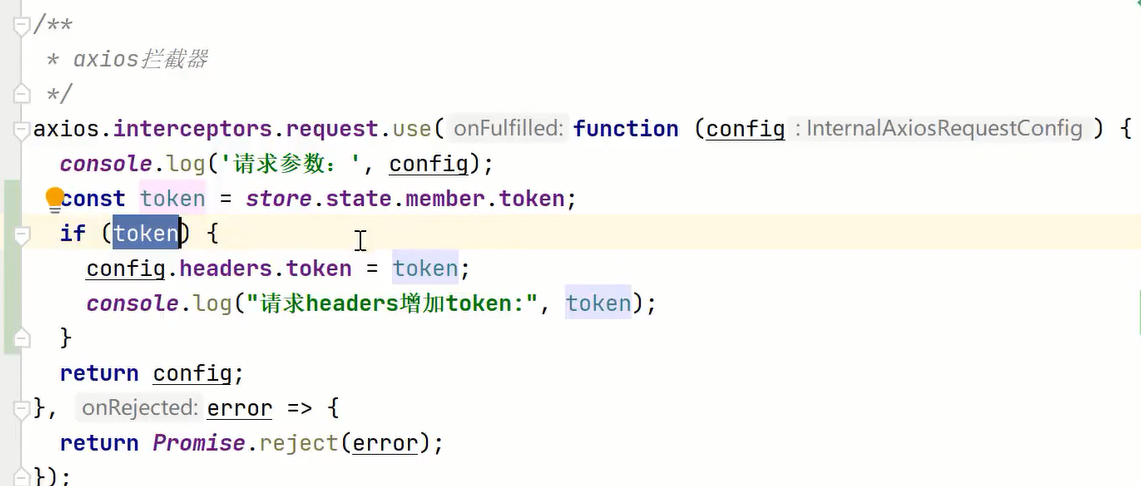 /**
 * axios拦截器
 */
axios.interceptors.request.use( onFulfilled: function (config : InternalAxiosRequestConfig ) {
  console.log('请求参数：', config);
  const token = store.state.member.token;
  if (token) {
    config.headers.token = token;
    console.log("请求headers增加token:", token);
  }
  return config;
}, onRejected: error => {
  return Promise.reject(error);
});